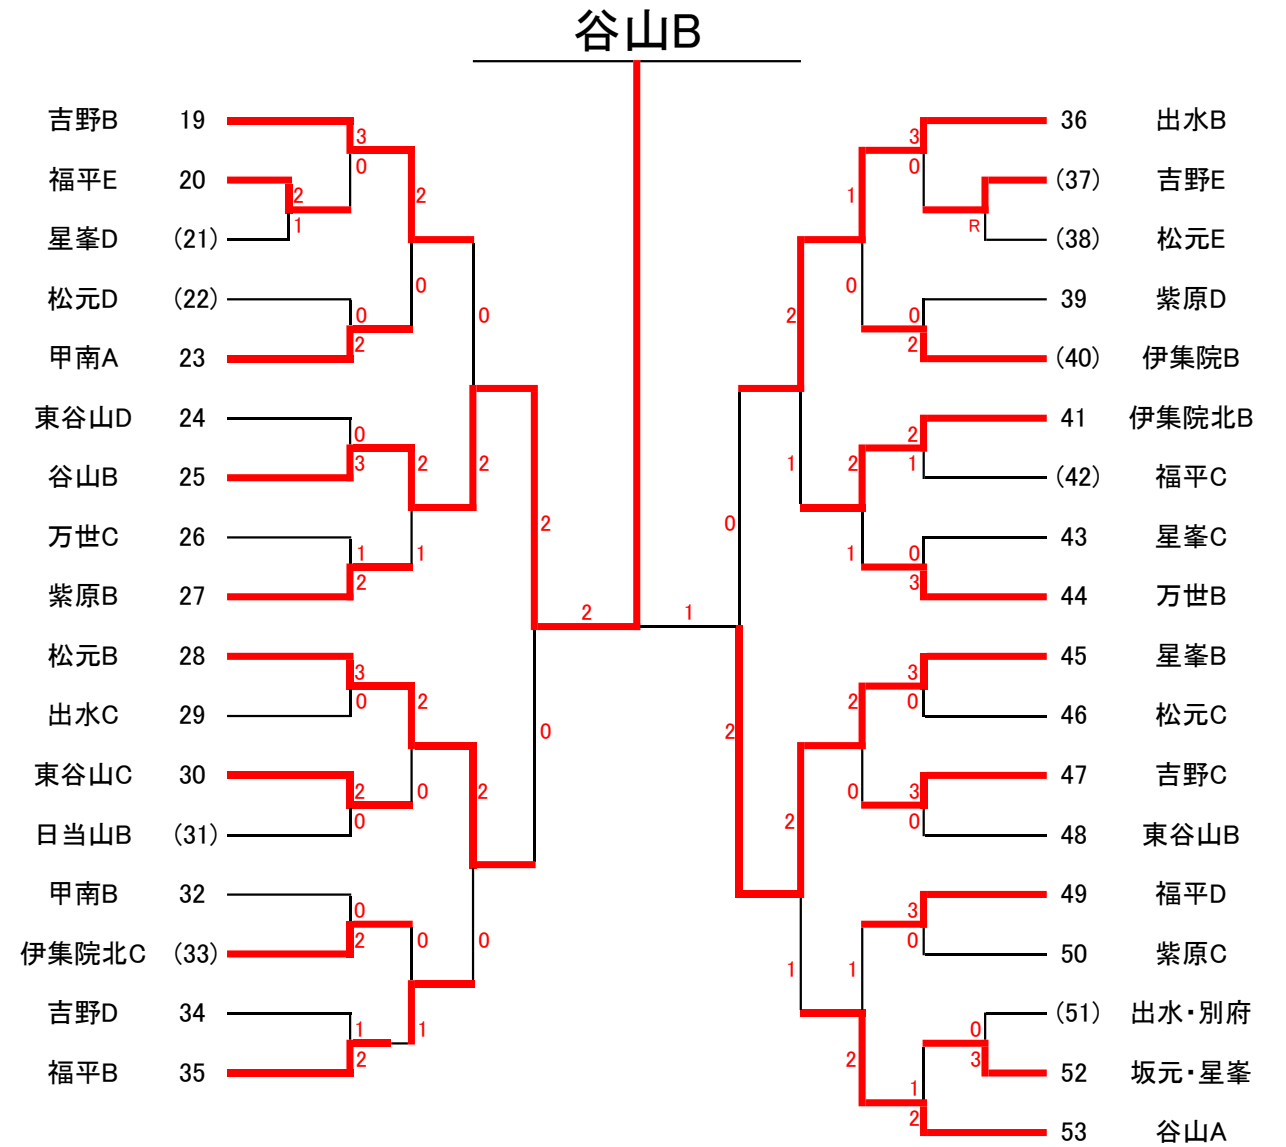 谷山B
吉野B 19
3
0
福平E 20
2
1
星峯D (21)
2
0
松元D (22)
0
2
甲南A 23
0
2
東谷山D 24
0
3
谷山B 25
2
1
万世C 26
1
2
紫原B 27
2
0
松元B 28
3
0
出水C 29
2
0
東谷山C 30
2
0
日当山B (31)
2
0
甲南B 32
0
2
伊集院北C (33)
0
1
吉野D 34
1
2
福平B 35
2
1
36 出水B
3
0
(37) 吉野E
R
(38) 松元E
1
0
39 紫原D
0
2
(40) 伊集院B
2
1
41 伊集院北B
2
1
(42) 福平C
2
1
43 星峯C
0
3
44 万世B
0
2
45 星峯B
3
0
46 松元C
2
0
47 吉野C
3
0
48 東谷山B
2
1
49 福平D
3
0
50 紫原C
1
2
(51) 出水・別府
0
3
52 坂元・星峯
1
2
53 谷山A